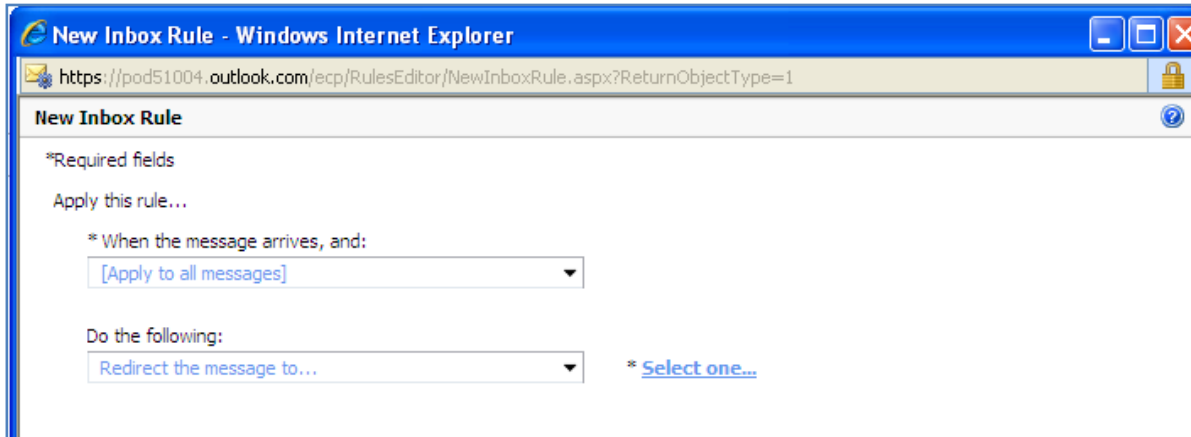 New Inbox Rule - Windows Internet Explorer
https://pod51004.outlook.com/ecp/RulesEditor/NewInboxRule.aspx?ReturnObjectType=1
New Inbox Rule
*Required fields
Apply this rule...
* When the message arrives, and:
[Apply to all messages]
Do the following:
Redirect the message to... * Select one...